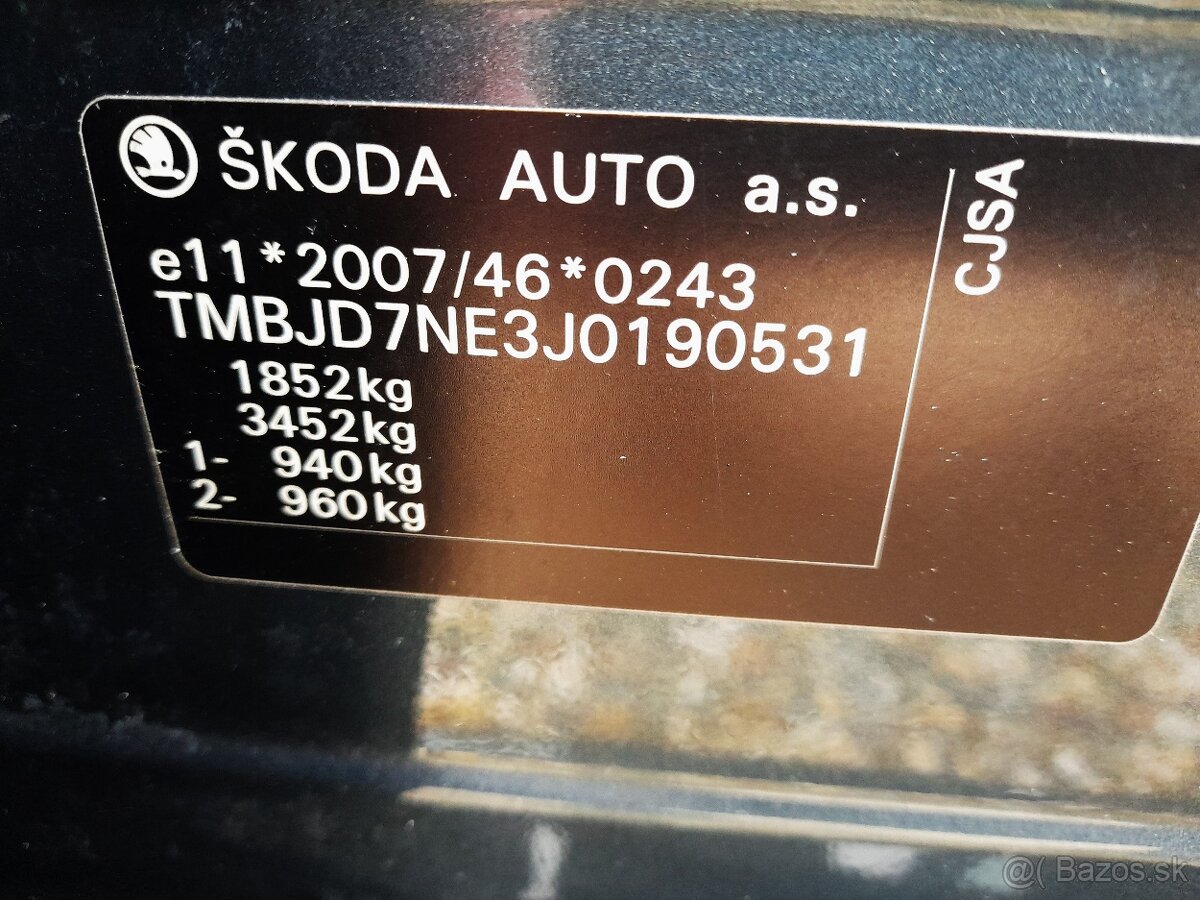 ŠKODA AUTO a.s.
e11*2007/46*0243
TMBJD7NE3J0190531
1852kg
3452kg
1- 940kg
2- 960kg
CJSA
@( Bazos.sk